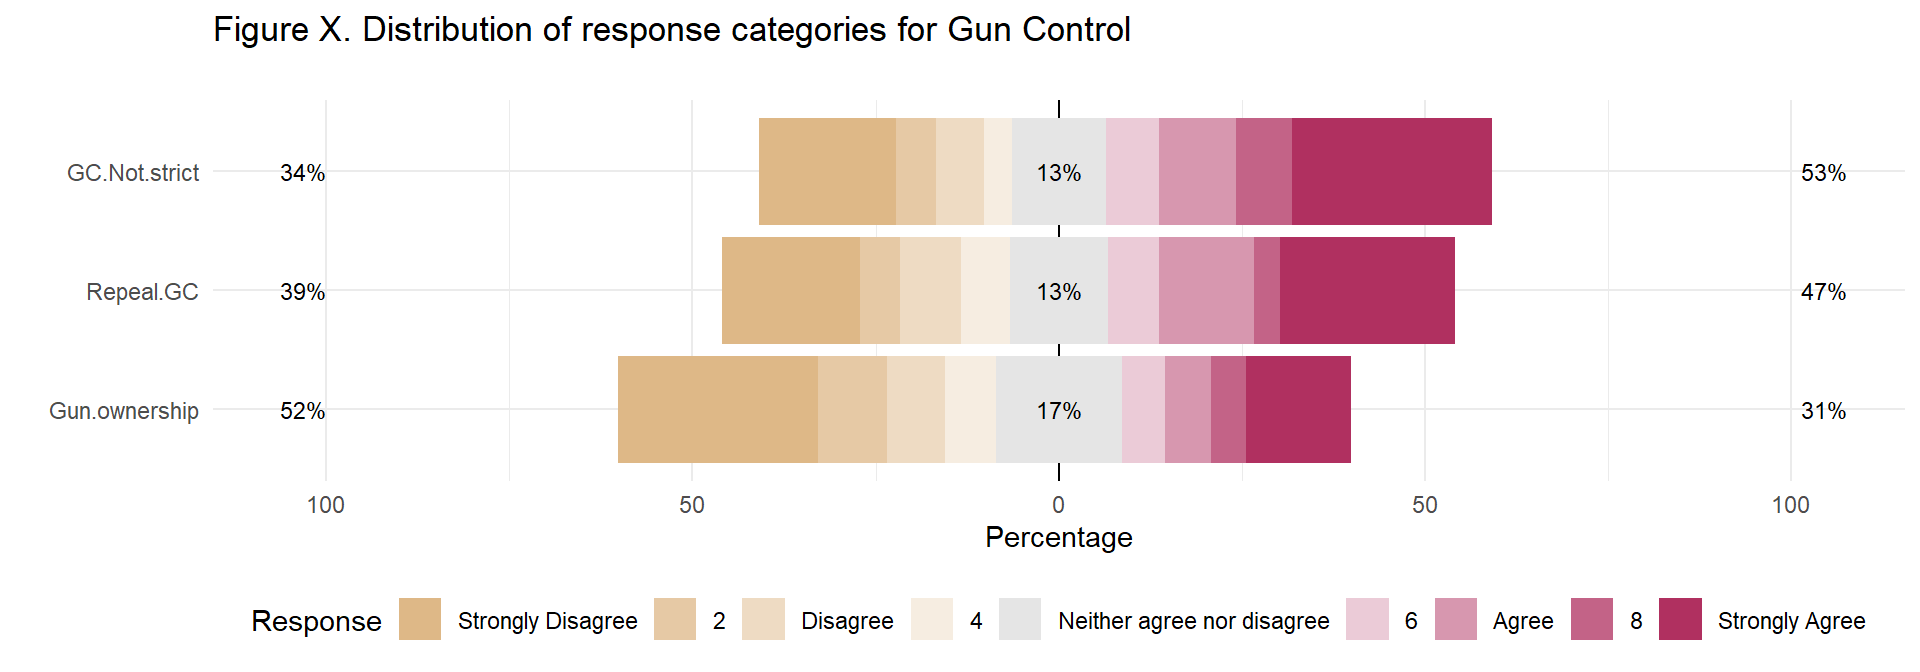 Figure X. Distribution of response categories for Gun Control
GC.Not.strict 34% 13% 53%
Repeal.GC 39% 13% 47%
Gun.ownership 52% 17% 31%
100 50 0 50 100
Percentage
Response Strongly Disagree 2 Disagree 4 Neither agree nor disagree 6 Agree 8 Strongly Agree